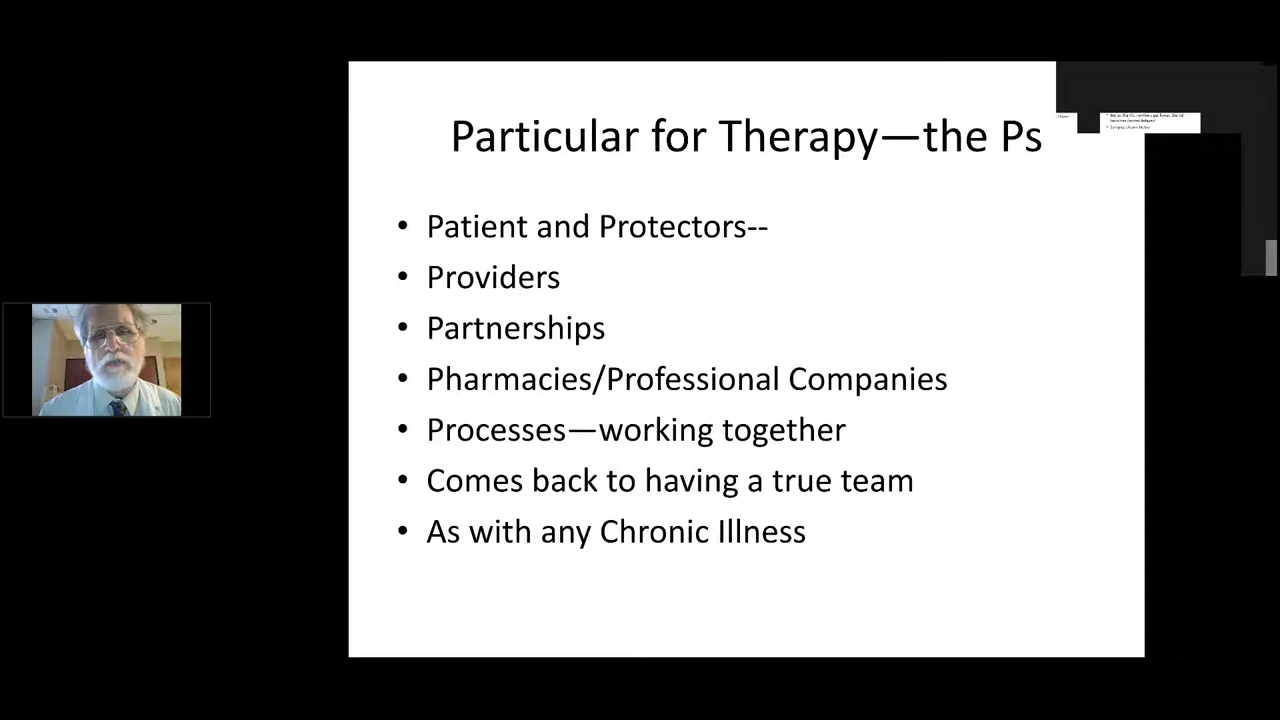 Particular for Therapy—the Ps
• Patient and Protectors--
• Providers
• Partnerships
• Pharmacies/Professional Companies
• Processes—working together
• Comes back to having a true team
• As with any Chronic Illness